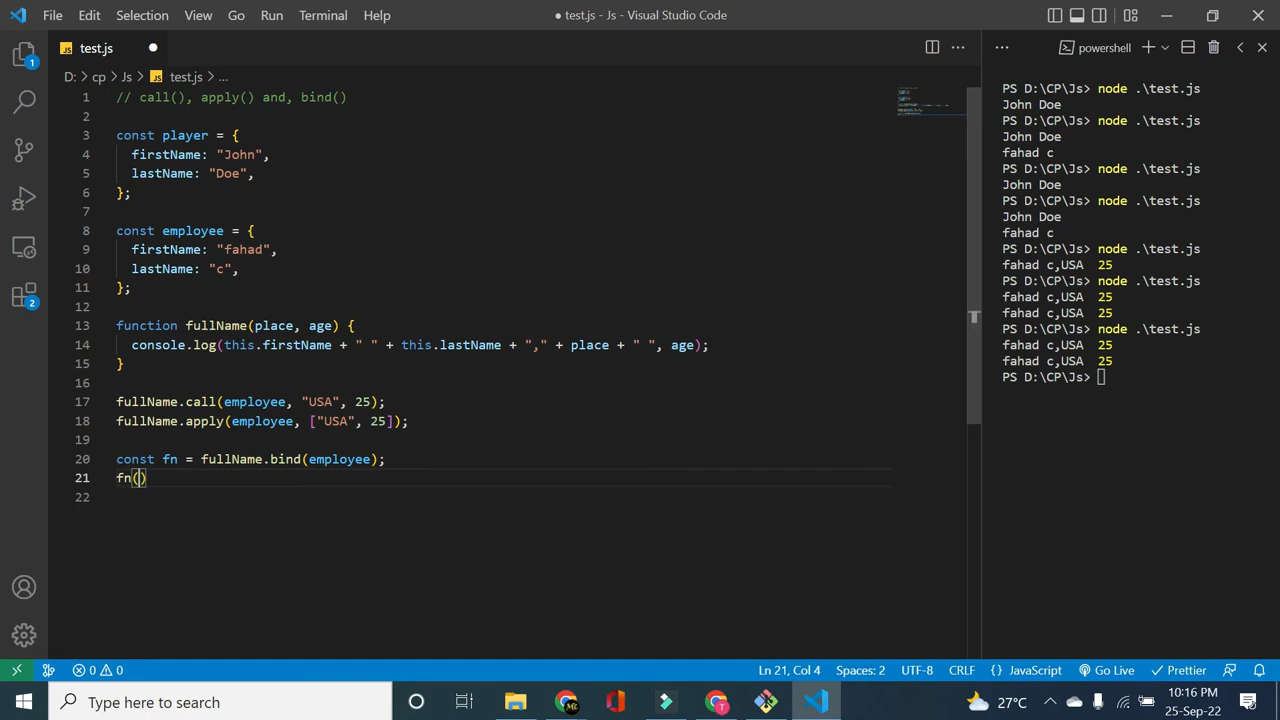 File Edit Selection View Go Run Terminal Help
● test.js - Js - Visual Studio Code
JS test.js ●
D: > cp > Js > JS test.js > ...
1 // call(), apply() and, bind()
2
3 const player = {
4 firstName: "John",
5 lastName: "Doe",
6 };
7
8 const employee = {
9 firstName: "fahad",
10 lastName: "c",
11 };
12
13 function fullName(place, age) {
14 console.log(this.firstName + " " + this.lastName + "," + place + " ", age);
15 }
16
17 fullName.call(employee, "USA", 25);
18 fullName.apply(employee, ["USA", 25]);
19
20 const fn = fullName.bind(employee);
21 fn()
22
1
2
powershell
PS D:\CP\Js> node .\test.js
John Doe
PS D:\CP\Js> node .\test.js
John Doe
fahad c
PS D:\CP\Js> node .\test.js
John Doe
PS D:\CP\Js> node .\test.js
John Doe
fahad c
PS D:\CP\Js> node .\test.js
fahad c,USA 25
PS D:\CP\Js> node .\test.js
fahad c,USA 25
fahad c,USA 25
PS D:\CP\Js> node .\test.js
fahad c,USA 25
fahad c,USA 25
PS D:\CP\Js>
0 0 Ln 21, Col 4 Spaces: 2 UTF-8 CRLF {} JavaScript Go Live Prettier
Type here to search
27°C
10:16 PM
25-Sep-22